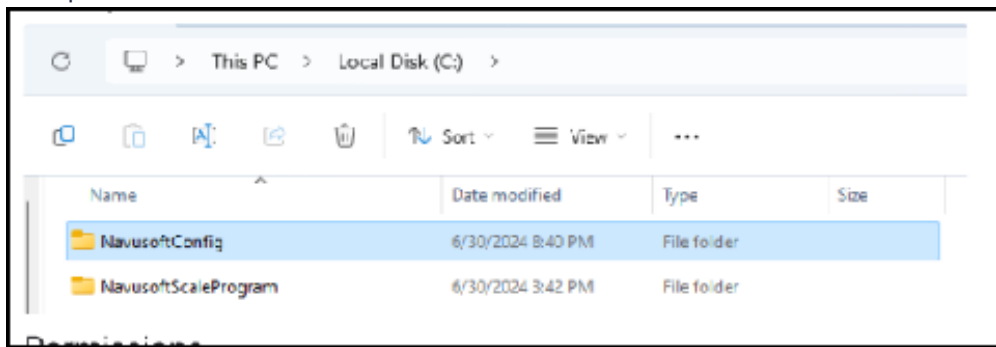 This PC > Local Disk (C:) >
Sort View ...
Name Date modified Type Size
NavusoftConfig 6/30/2024 8:40 PM File folder
NavusoftScaleProgram 6/30/2024 3:42 PM File folder